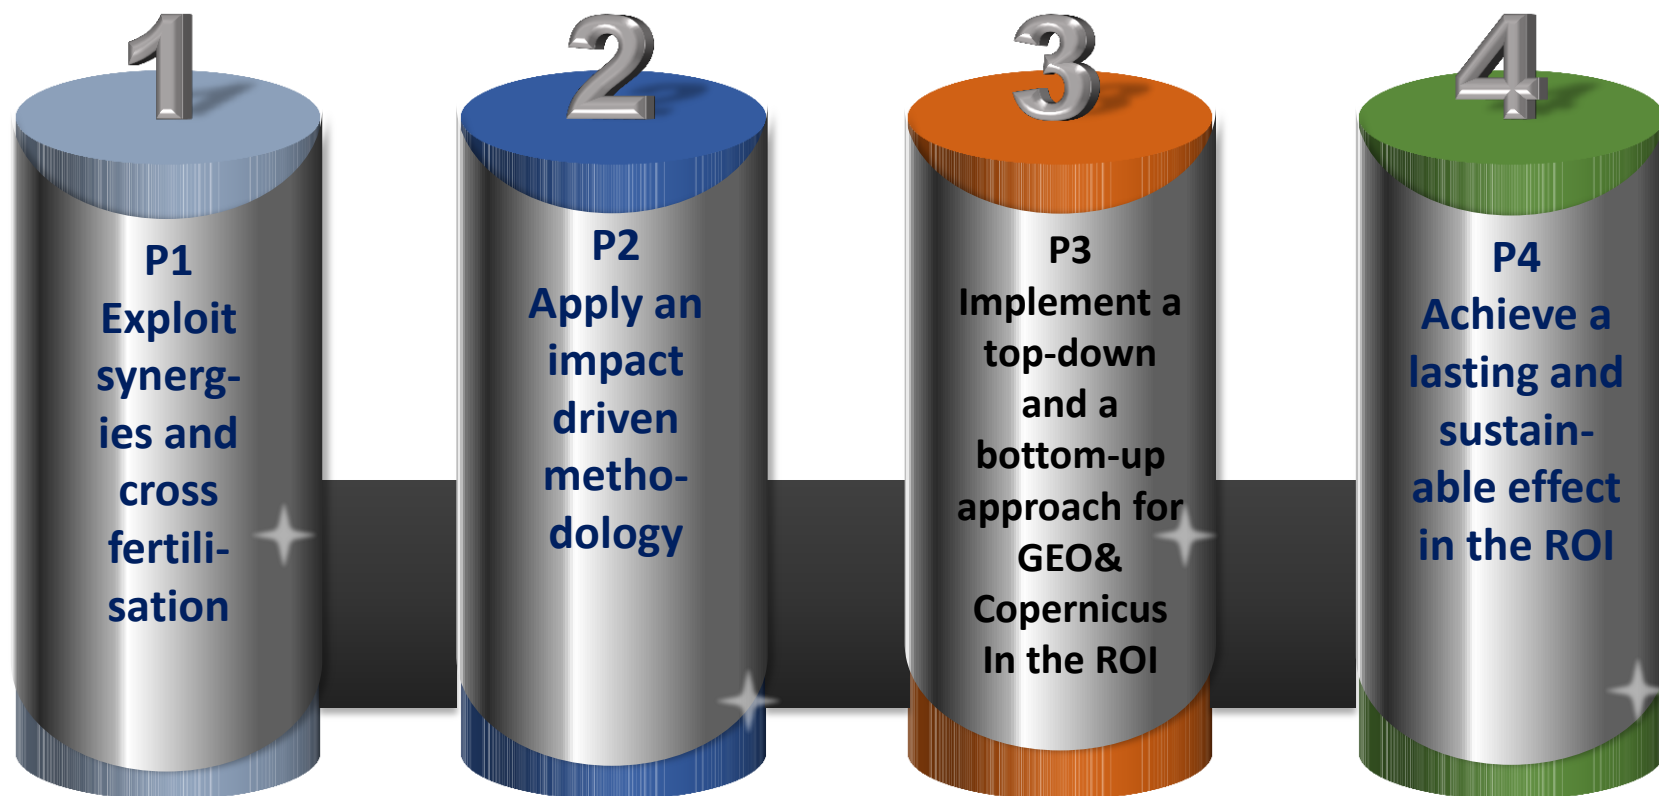 1
P1
Exploit
synerg-
ies and
cross
fertili-
sation
2
P2
Apply an
impact
driven
metho-
dology
3
P3
Implement a
top-down
and a
bottom-up
approach for
GEO&
Copernicus
In the ROI
4
P4
Achieve a
lasting and
sustain-
able effect
in the ROI